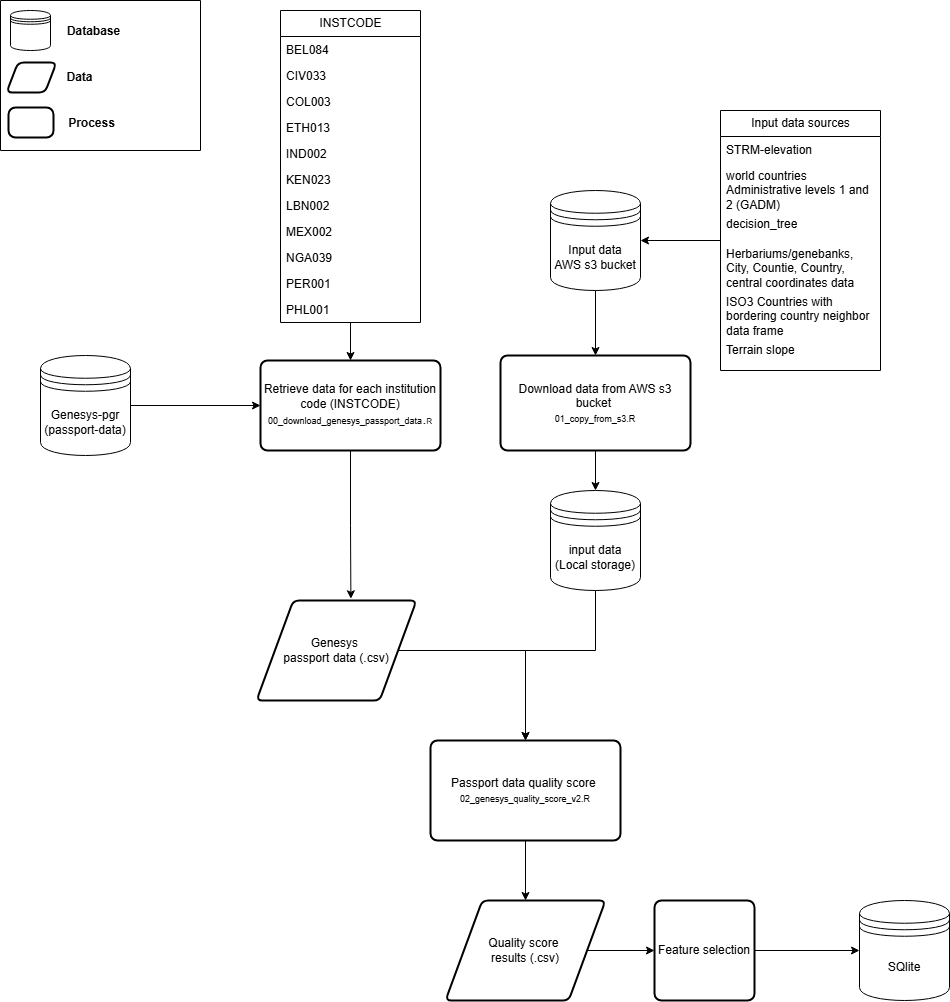 Database
Data
Process
INSTCODE
BEL084
CIV033
COL003
ETH013
IND002
KEN023
LBN002
MEX002
NGA039
PER001
PHL001
Input data sources
STRM-elevation
world countries
Administrative levels 1 and
2 (GADM)
decision_tree
Herbariums/genebanks,
City, Countie, Country,
central coordinates data
ISO3 Countries with
bordering country neighbor
data frame
Terrain slope
Input data
AWS s3 bucket
Genesys-pgr
(passport-data)
Retrieve data for each institution
code (INSTCODE)
00_download_genesys_passport_data.R
Download data from AWS s3
bucket
01_copy_from_s3.R
input data
(Local storage)
Genesys
passport data (.csv)
Passport data quality score
02_genesys_quality_score_v2.R
Quality score
results (.csv)
Feature selection
SQlite